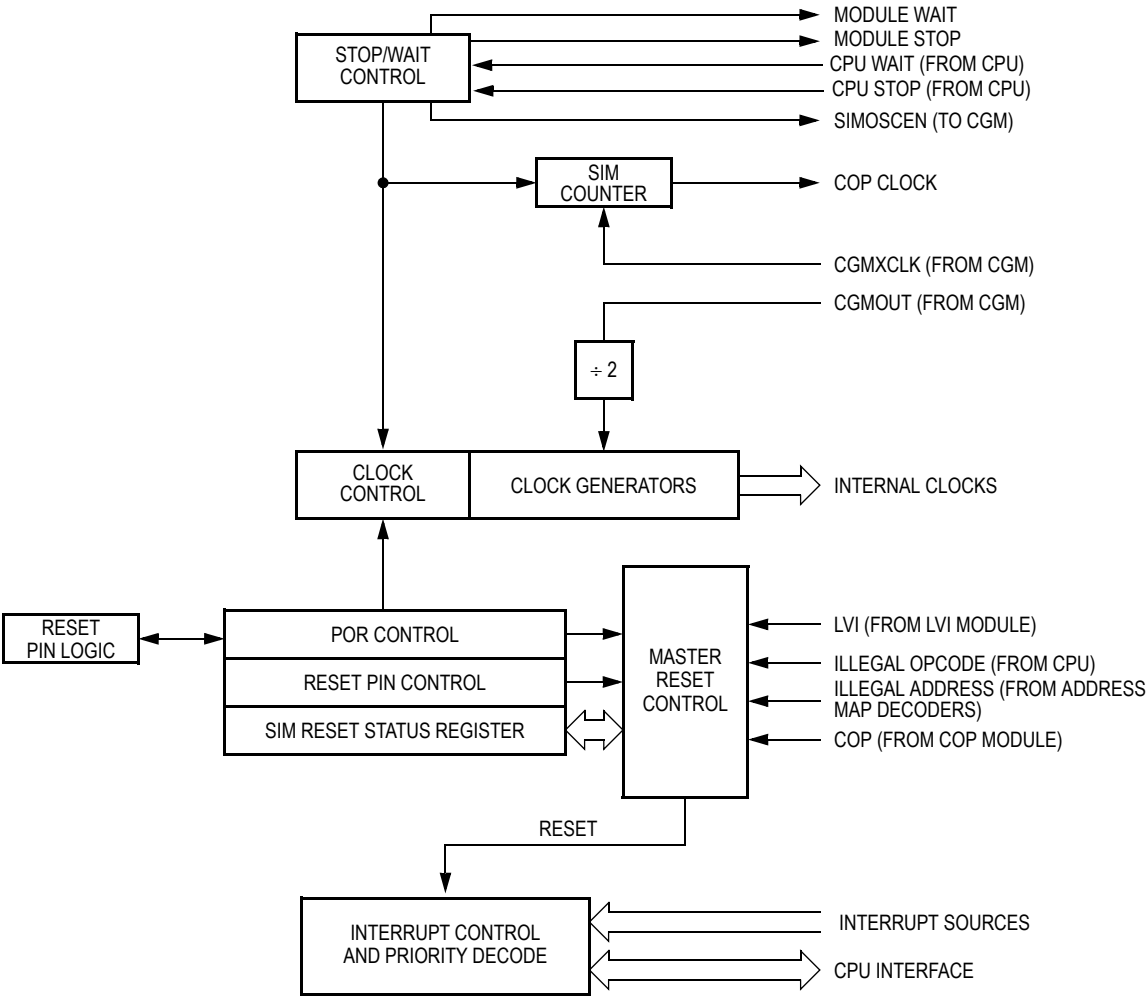 MODULE WAIT
MODULE STOP
STOP/WAIT
CONTROL
CPU WAIT (FROM CPU)
CPU STOP (FROM CPU)
SIMOSCEN (TO CGM)
SIM
COUNTER
COP CLOCK
CGMXCLK (FROM CGM)
CGMOUT (FROM CGM)
÷ 2
CLOCK
CONTROL
CLOCK GENERATORS
INTERNAL CLOCKS
RESET
PIN LOGIC
POR CONTROL
RESET PIN CONTROL
SIM RESET STATUS REGISTER
MASTER
RESET
CONTROL
LVI (FROM LVI MODULE)
ILLEGAL OPCODE (FROM CPU)
ILLEGAL ADDRESS (FROM ADDRESS
MAP DECODERS)
COP (FROM COP MODULE)
RESET
INTERRUPT CONTROL
AND PRIORITY DECODE
INTERRUPT SOURCES
CPU INTERFACE